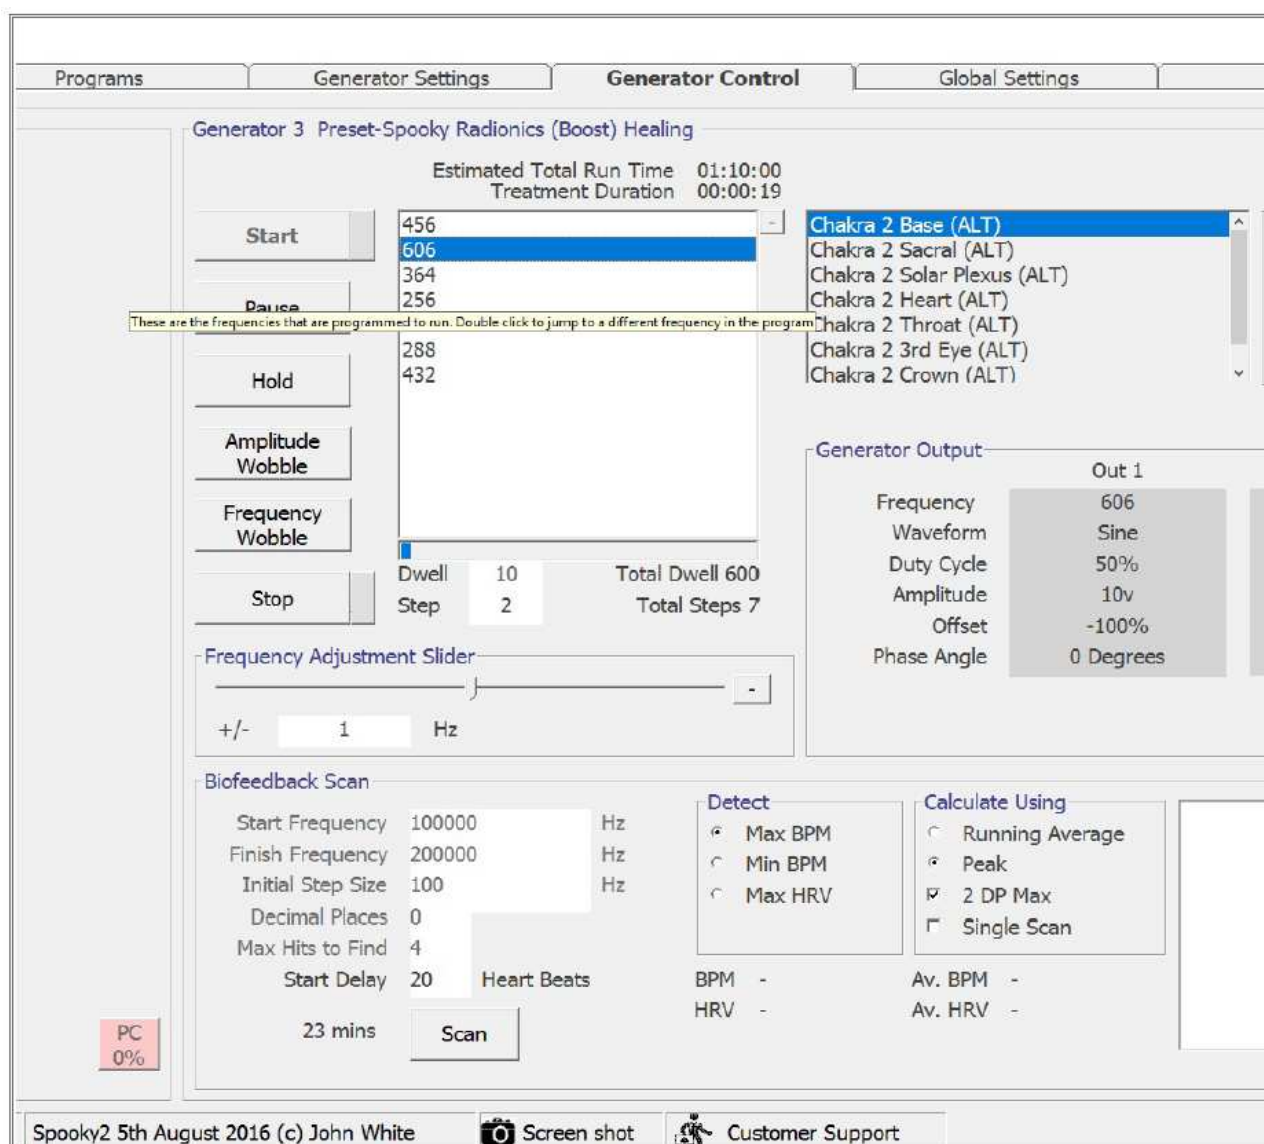 Programs
Generator Settings
Generator Control
Global Settings
Generator 3 Preset-Spooky Radionics (Boost) Healing
Estimated Total Run Time 01:10:00
Treatment Duration 00:00:19
Start
Pause
Hold
Amplitude
Wobble
Frequency
Wobble
Stop
456
606
364
256
These are the frequencies that are programmed to run. Double click to jump to a different frequency in the program
288
432
-
Dwell 10 Total Dwell 600
Step 2 Total Steps 7
Chakra 2 Base (ALT)
Chakra 2 Sacral (ALT)
Chakra 2 Solar Plexus (ALT)
Chakra 2 Heart (ALT)
Chakra 2 Throat (ALT)
Chakra 2 3rd Eye (ALT)
Chakra 2 Crown (ALT)
Generator Output
Out 1
Frequency 606
Waveform Sine
Duty Cycle 50%
Amplitude 10v
Offset -100%
Phase Angle 0 Degrees
Frequency Adjustment Slider
-
+/- 1 Hz
Biofeedback Scan
Start Frequency 100000 Hz
Finish Frequency 200000 Hz
Initial Step Size 100 Hz
Decimal Places 0
Max Hits to Find 4
Start Delay 20 Heart Beats
23 mins Scan
Detect
Max BPM
Min BPM
Max HRV
Calculate Using
Running Average
Peak
2 DP Max
Single Scan
BPM - Av. BPM -
HRV - Av. HRV -
PC
0%
Spooky2 5th August 2016 (c) John White
Screen shot
Customer Support